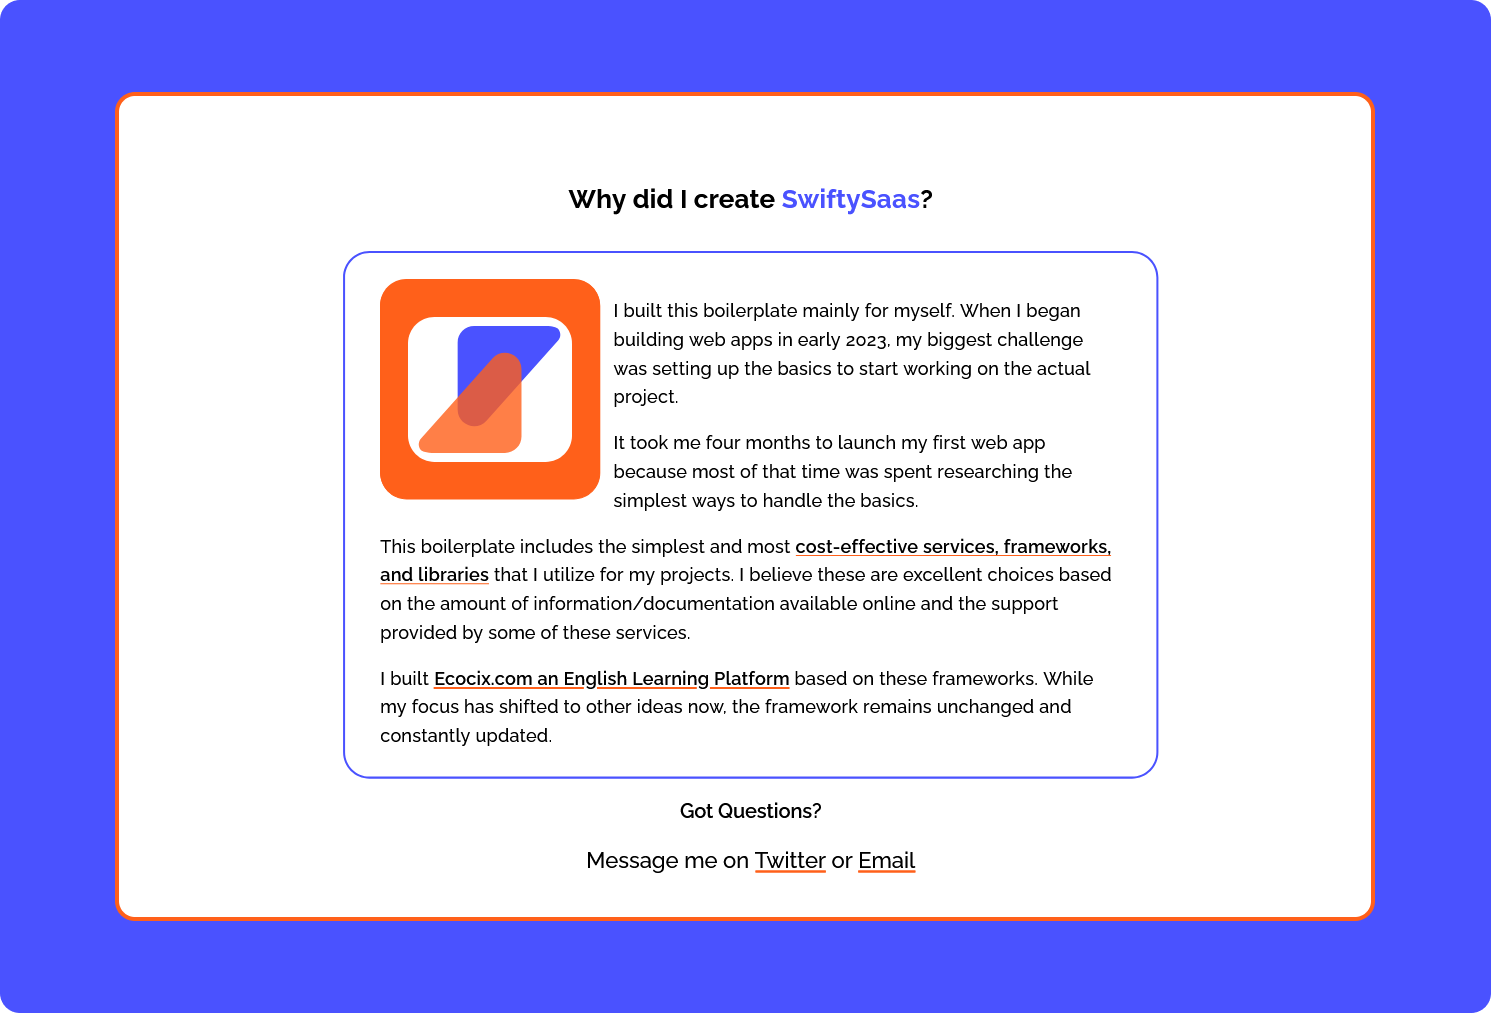 Why did I create SwiftySaas?
I built this boilerplate mainly for myself. When I began
building web apps in early 2023, my biggest challenge
was setting up the basics to start working on the actual
project.
It took me four months to launch my first web app
because most of that time was spent researching the
simplest ways to handle the basics.
This boilerplate includes the simplest and most cost-effective services, frameworks,
and libraries that I utilize for my projects. I believe these are excellent choices based
on the amount of information/documentation available online and the support
provided by some of these services.
I built Ecocix.com an English Learning Platform based on these frameworks. While
my focus has shifted to other ideas now, the framework remains unchanged and
constantly updated.
Got Questions?
Message me on Twitter or Email